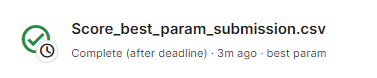 Score_best_param_submission.csv
Complete (after deadline) · 3m ago · best param